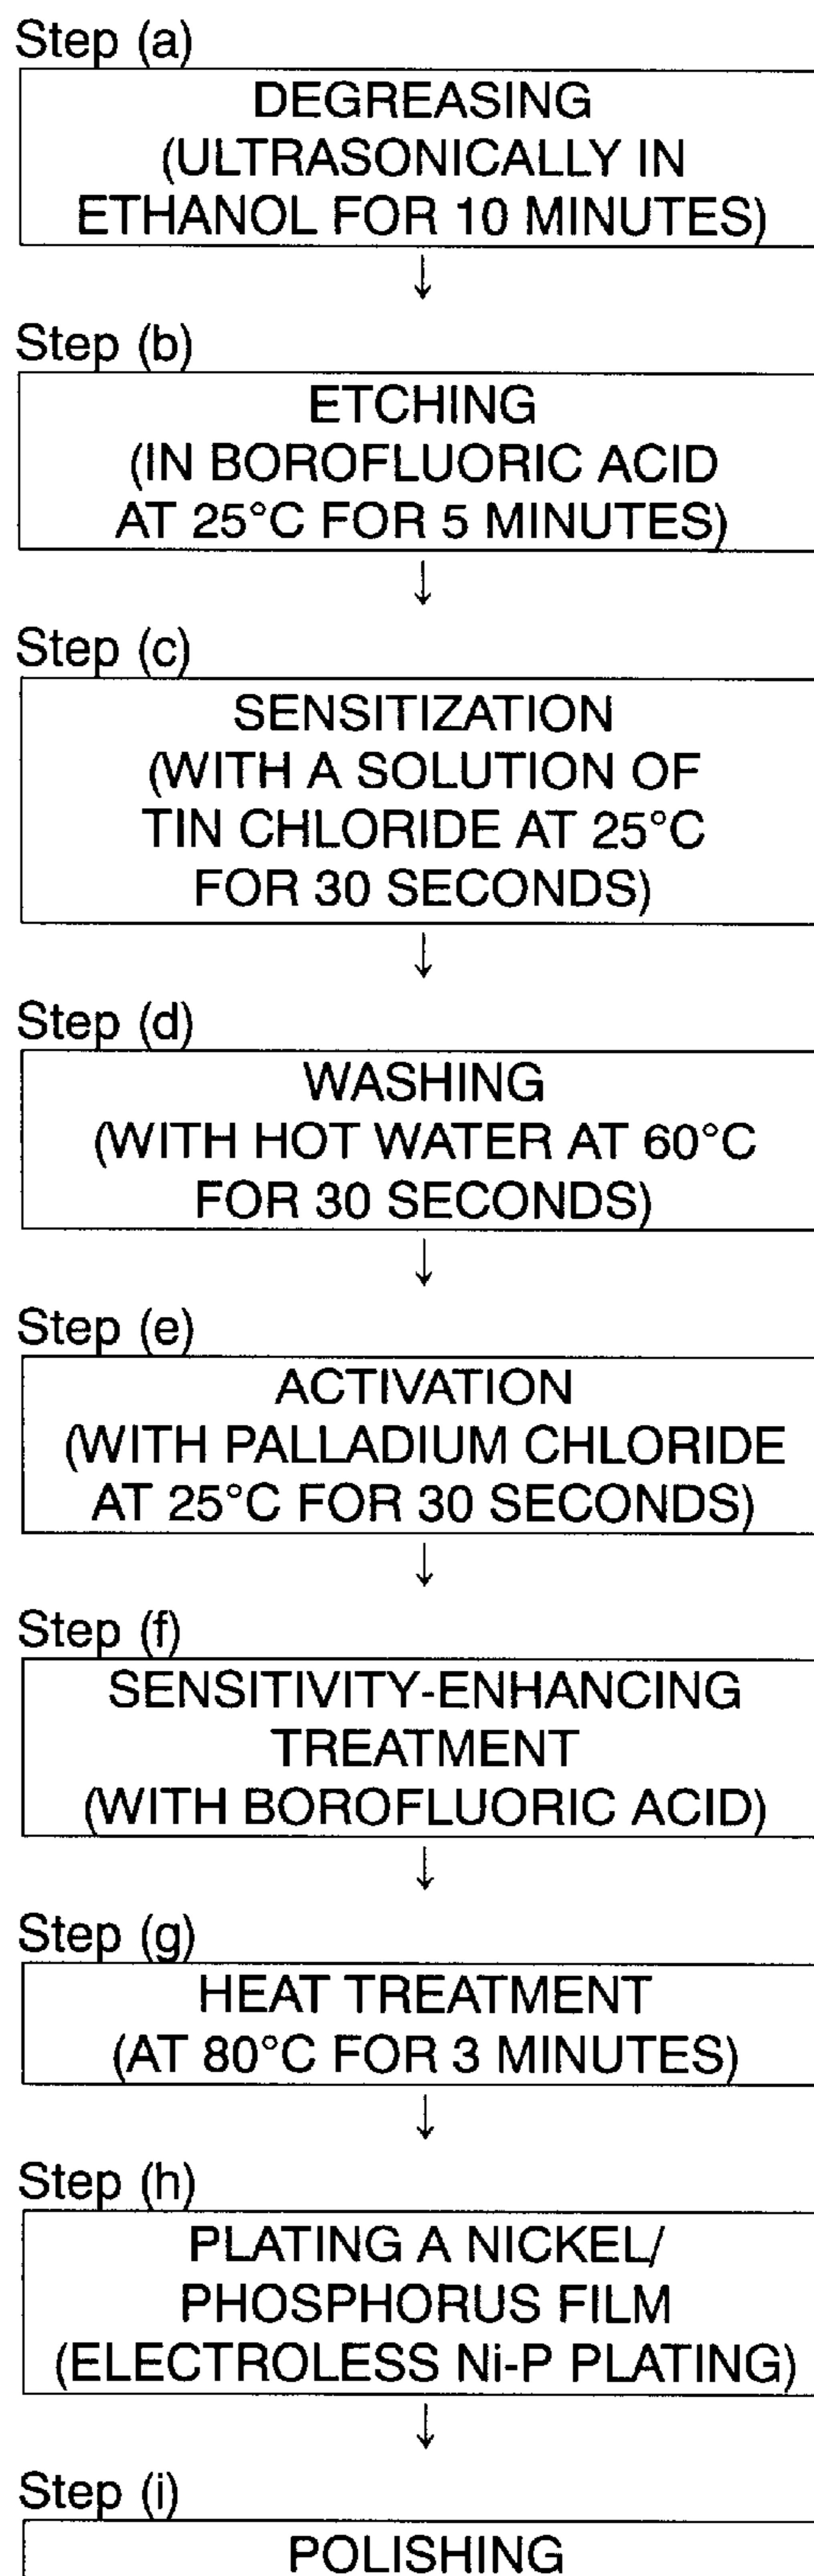 Step (a)
DEGREASING
(ULTRASONICALLY IN
ETHANOL FOR 10 MINUTES)
↓
Step (b)
ETCHING
(IN BOROFLUORIC ACID
AT 25°C FOR 5 MINUTES)
↓
Step (c)
SENSITIZATION
(WITH A SOLUTION OF
TIN CHLORIDE AT 25°C
FOR 30 SECONDS)
↓
Step (d)
WASHING
(WITH HOT WATER AT 60°C
FOR 30 SECONDS)
↓
Step (e)
ACTIVATION
(WITH PALLADIUM CHLORIDE
AT 25°C FOR 30 SECONDS)
↓
Step (f)
SENSITIVITY-ENHANCING
TREATMENT
(WITH BOROFLUORIC ACID)
↓
Step (g)
HEAT TREATMENT
(AT 80°C FOR 3 MINUTES)
↓
Step (h)
PLATING A NICKEL/
PHOSPHORUS FILM
(ELECTROLESS Ni-P PLATING)
↓
Step (i)
POLISHING